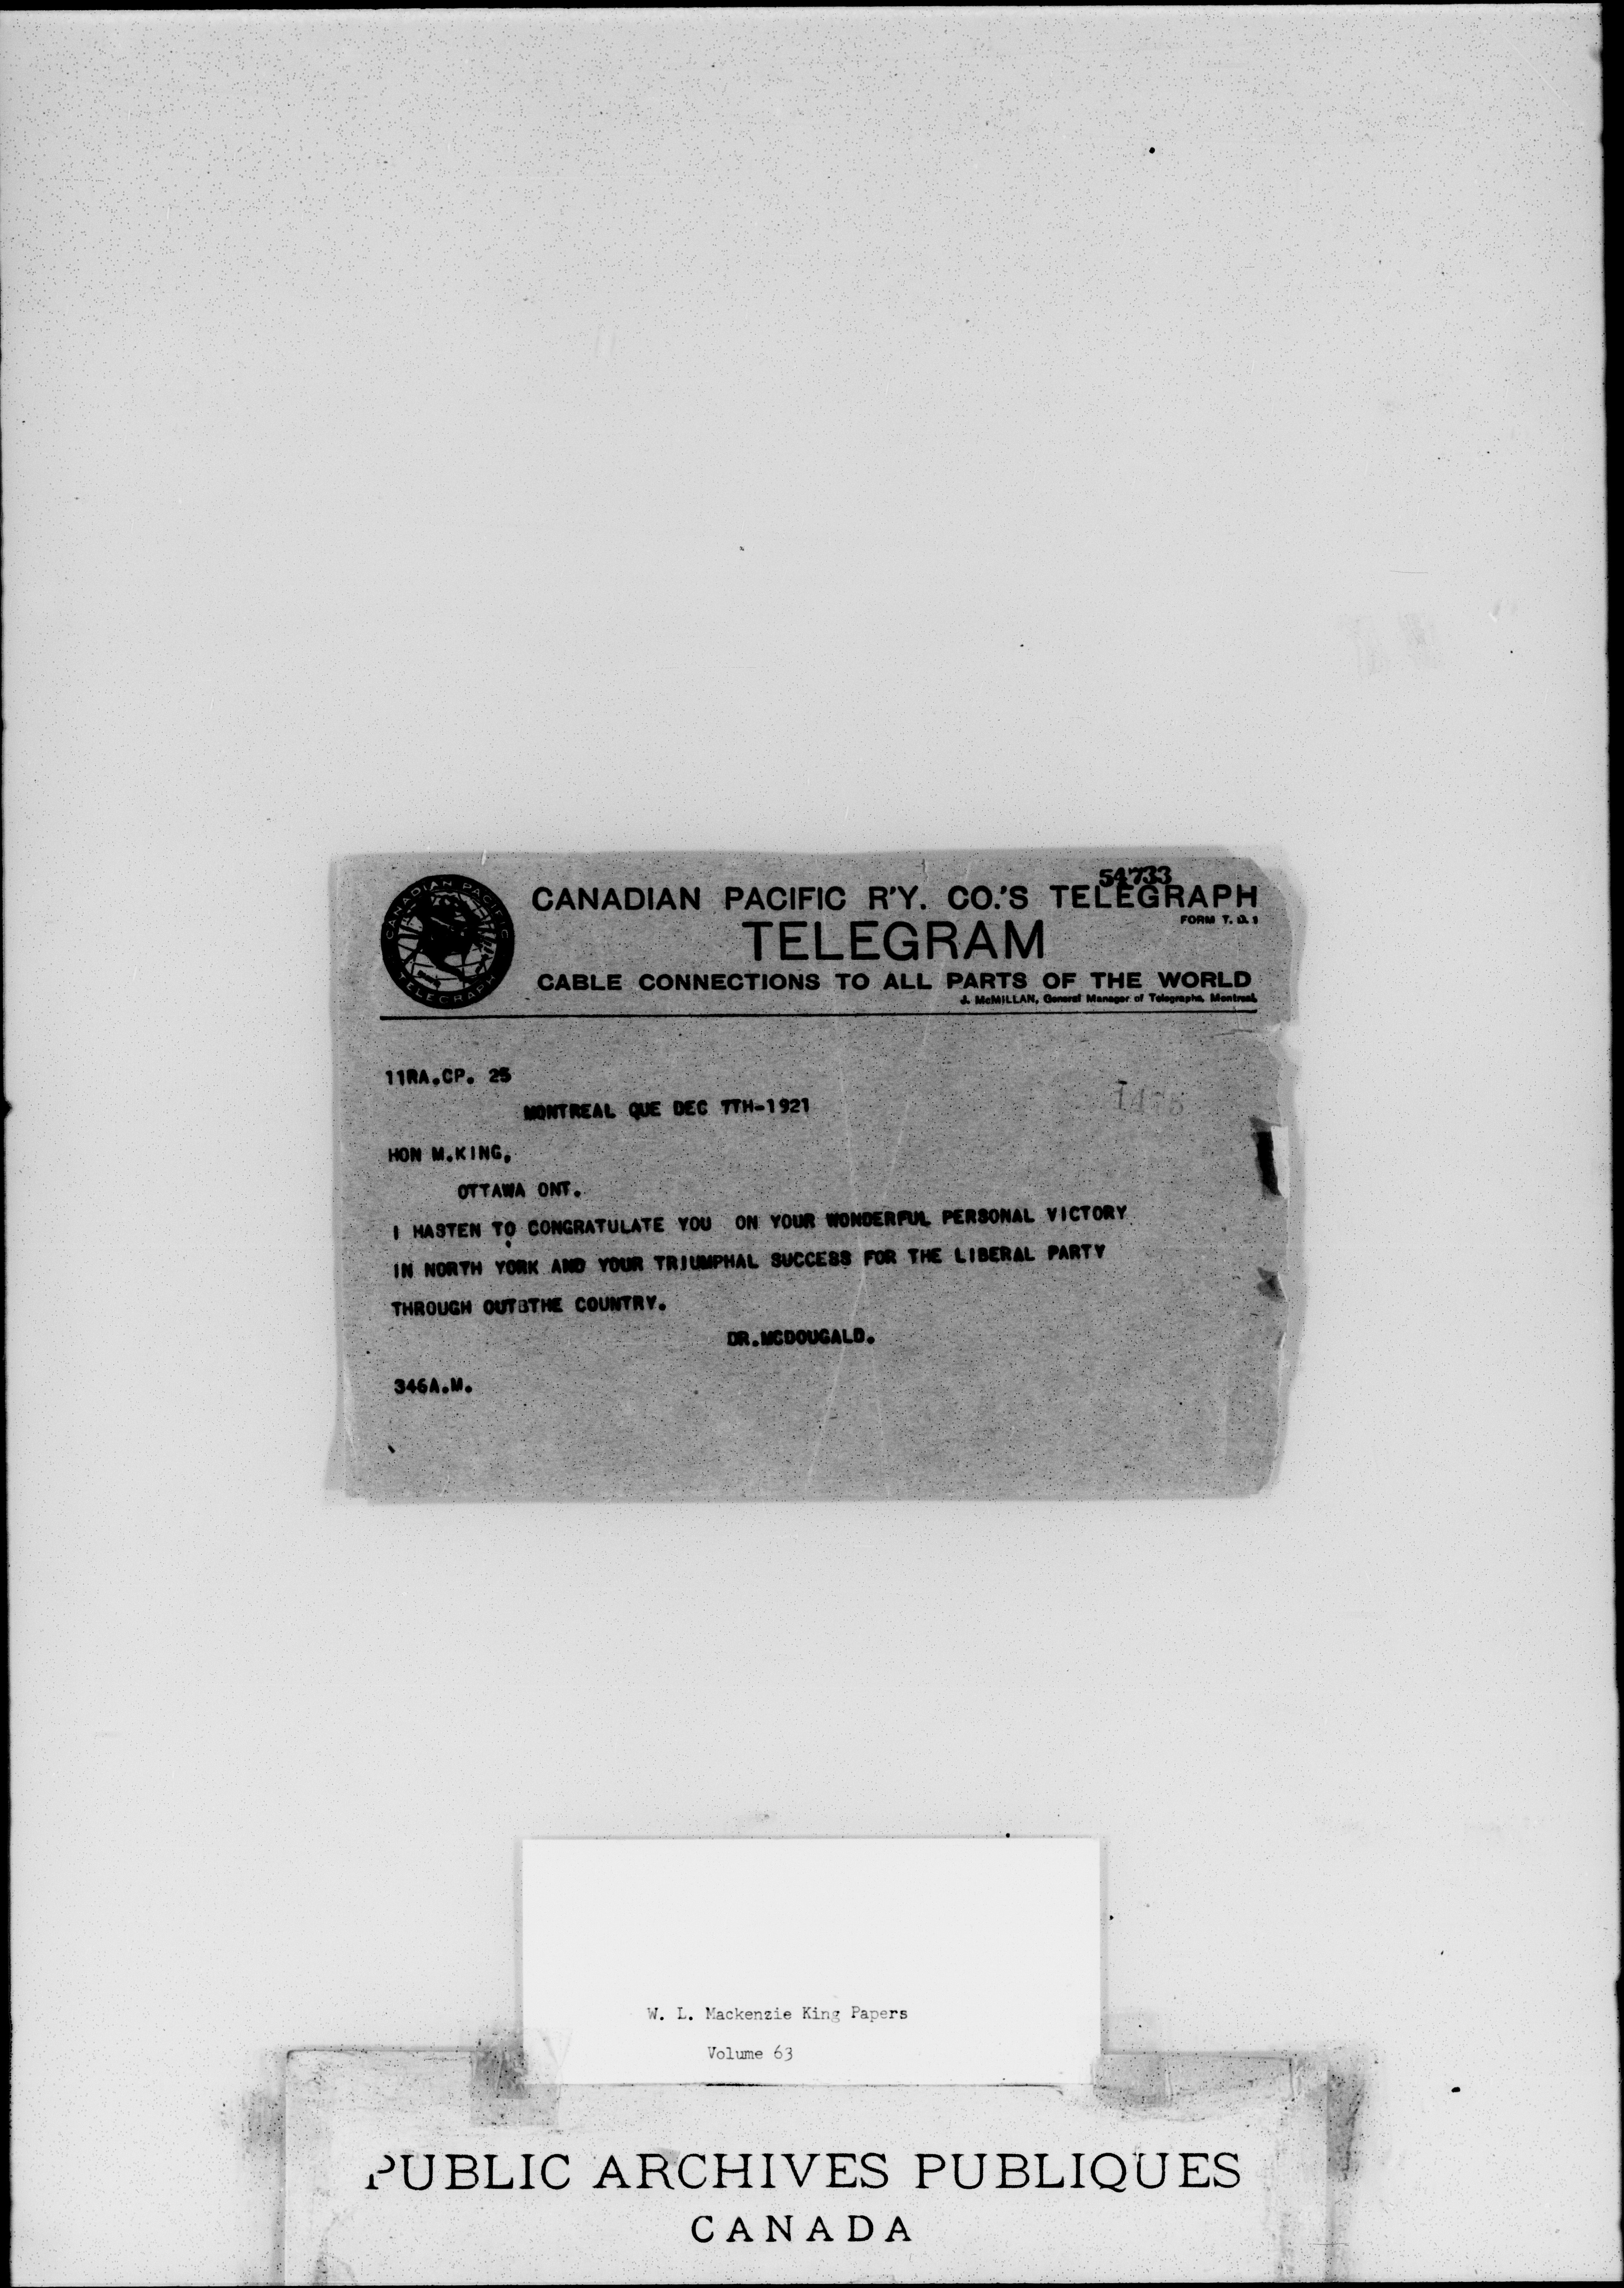 54733
CANADIAN PACIFIC R'Y. CO.'S TELEGRAPH
FORM T. D. 1
TELEGRAM
CABLE CONNECTIONS TO ALL PARTS OF THE WORLD
J. McMILLAN, General Manager of Telegraphs, Montreal.
CANADIAN PACIFIC
TELEGRAPH
11RA.CP. 25
MONTREAL QUE DEC 7TH-1921
HON M.KING,
OTTAWA ONT.
I HASTEN TO CONGRATULATE YOU ON YOUR WONDERFUL PERSONAL VICTORY
IN NORTH YORK AND YOUR TRIUMPHAL SUCCESS FOR THE LIBERAL PARTY
THROUGH OUTBTHE COUNTRY.
DR.MCDOUGALD.
346A.M.
W. L. Mackenzie King Papers
Volume 63
PUBLIC ARCHIVES PUBLIQUES
CANADA